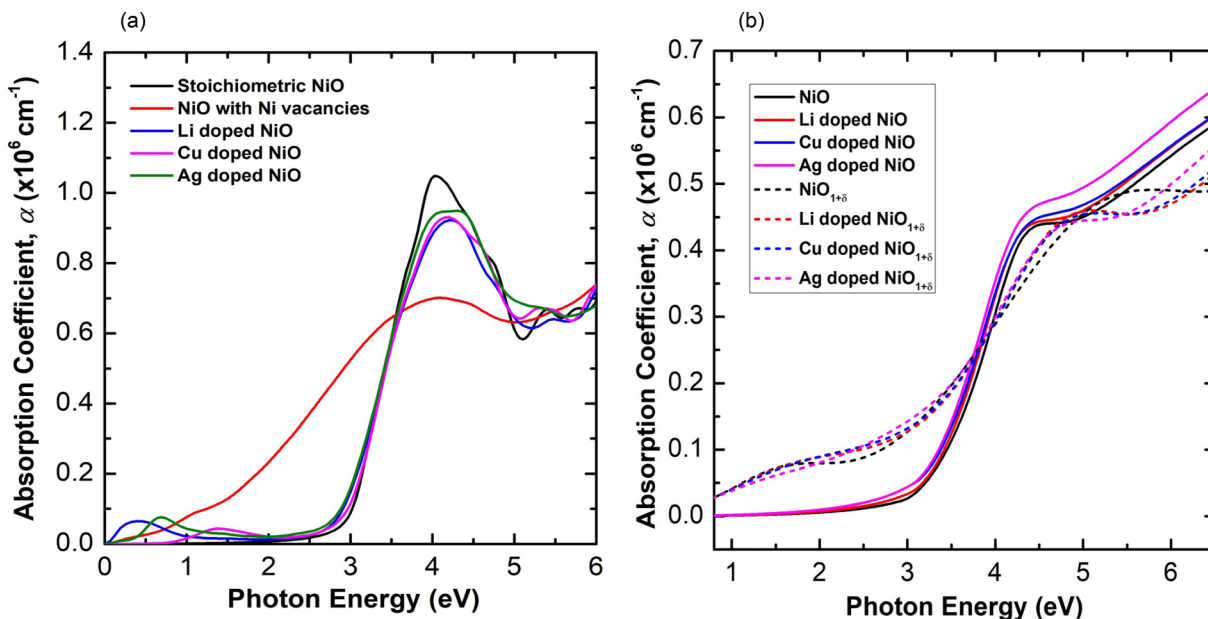 (a)
1.4
1.2
1.0
0.8
0.6
0.4
0.2
0.0
Absorption Coefficient, α (x10⁶ cm⁻¹)
Stoichiometric NiO
NiO with Ni vacancies
Li doped NiO
Cu doped NiO
Ag doped NiO
0 1 2 3 4 5 6
Photon Energy (eV)
(b)
0.7
0.6
0.5
0.4
0.3
0.2
0.1
0.0
Absorption Coefficient, α (x10⁶ cm⁻¹)
NiO
Li doped NiO
Cu doped NiO
Ag doped NiO
NiO₁₊δ
Li doped NiO₁₊δ
Cu doped NiO₁₊δ
Ag doped NiO₁₊δ
1 2 3 4 5 6
Photon Energy (eV)